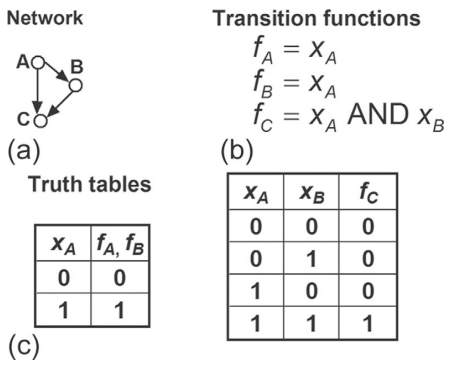 Network
A
B
C
(a)
Transition functions
f_A = x_A
f_B = x_A
f_C = x_A AND x_B
(b)
Truth tables
x_A f_A, f_B
0 0
1 1
(c)
x_A x_B f_C
0 0 0
0 1 0
1 0 0
1 1 1